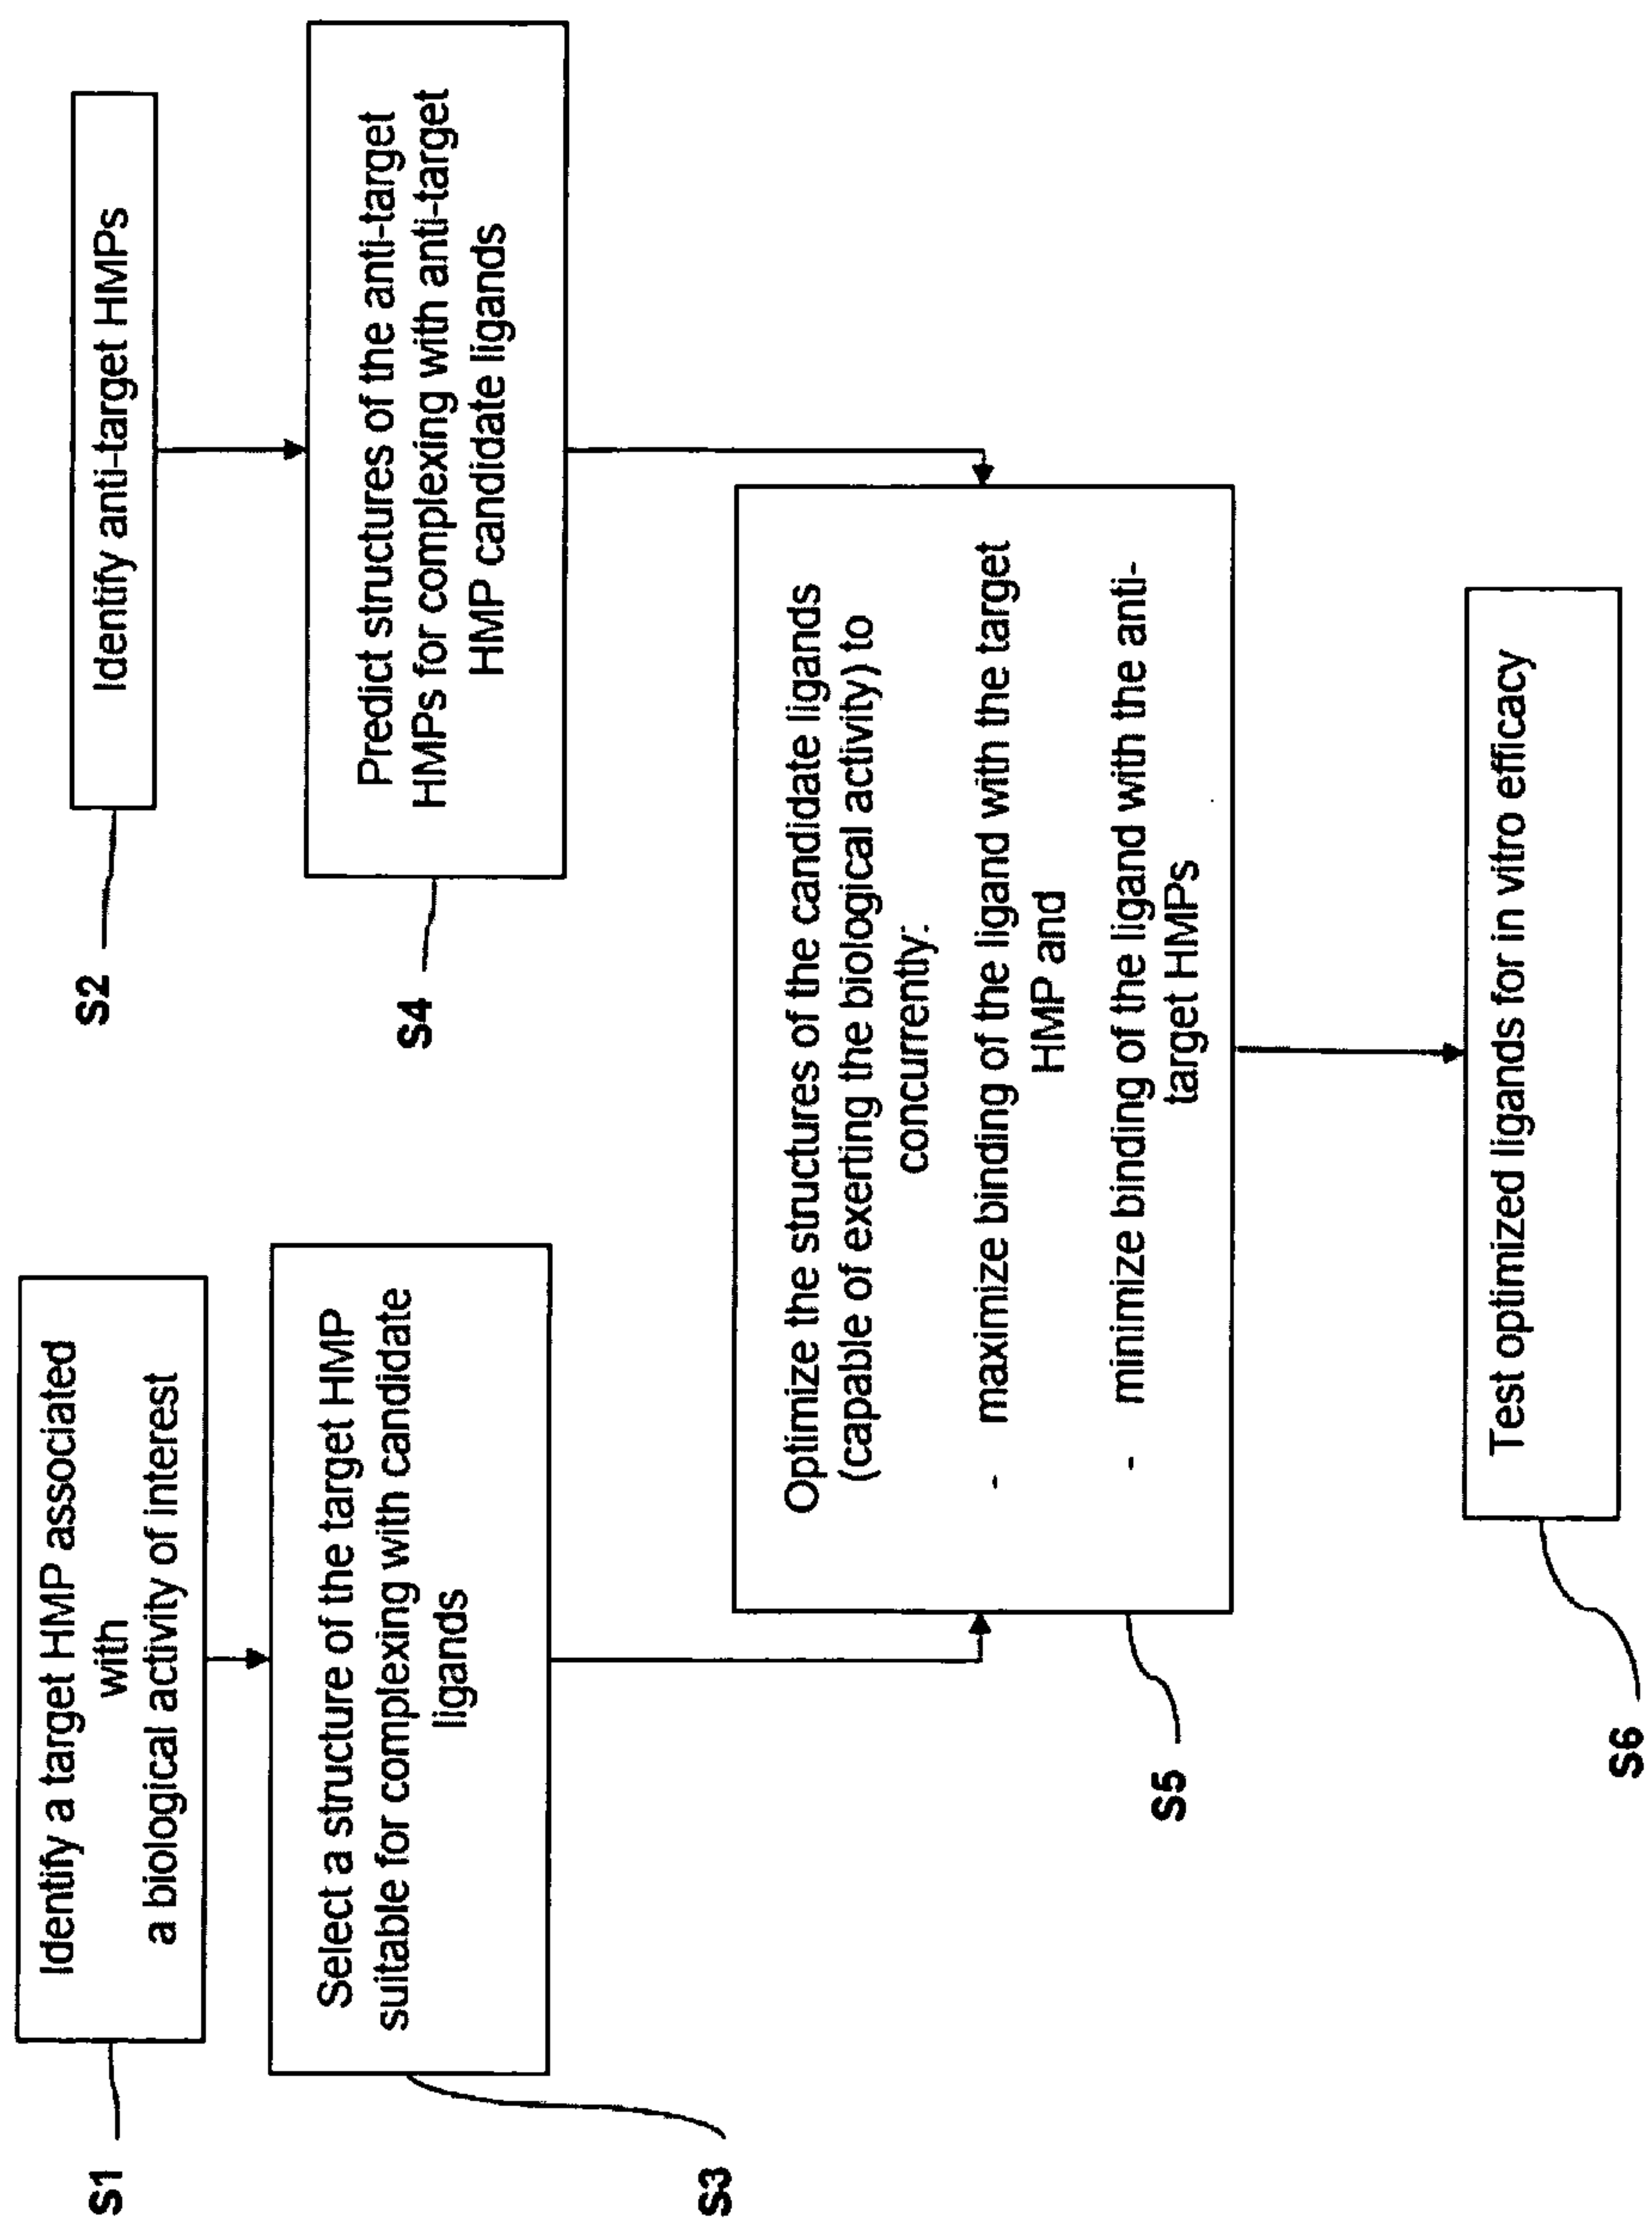 S1
Identify a target HMP associated
with
a biological activity of interest
S2
Identify anti-target HMPs
S3
Select a structure of the target HMP
suitable for complexing with candidate
ligands
S4
Predict structures of the anti-target
HMPs for complexing with anti-target
HMP candidate ligands
S5
Optimize the structures of the candidate ligands
(capable of exerting the biological activity) to
concurrently:
- maximize binding of the ligand with the target
HMP and
- minimize binding of the ligand with the anti-
target HMPs
S6
Test optimized ligands for in vitro efficacy